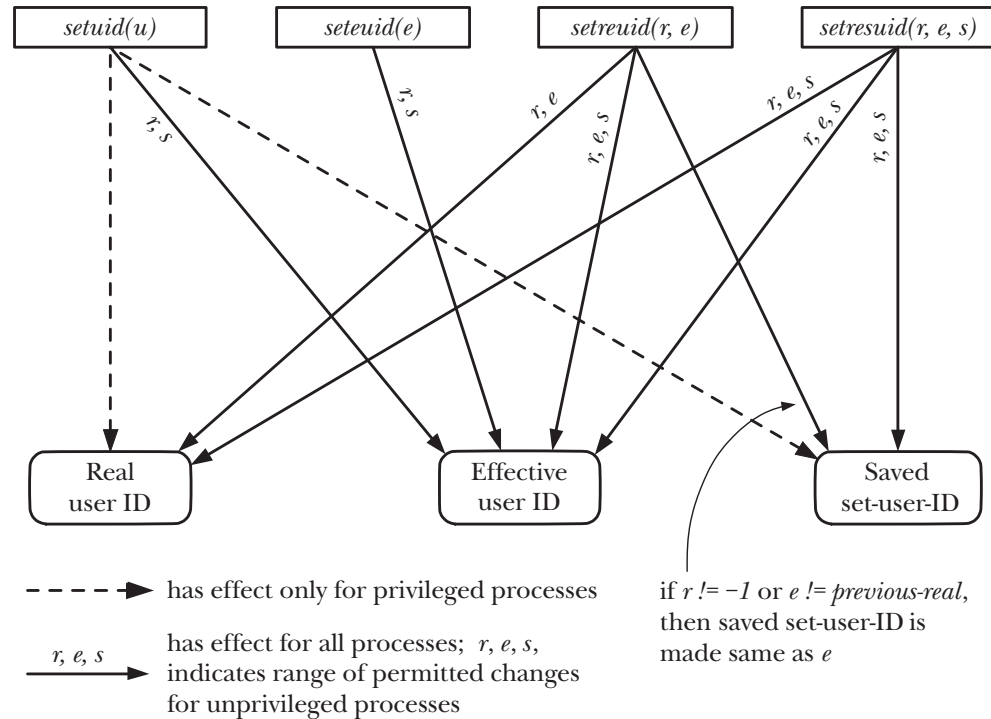 setuid(u)
seteuid(e)
setreuid(r, e)
setresuid(r, e, s)
r, s
r, s
r, e
r, e, s
r, e, s
r, e, s
r, e, s
Real
user ID
Effective
user ID
Saved
set-user-ID
has effect only for privileged processes
r, e, s
has effect for all processes; r, e, s,
indicates range of permitted changes
for unprivileged processes
if r != −1 or e != previous-real,
then saved set-user-ID is
made same as e